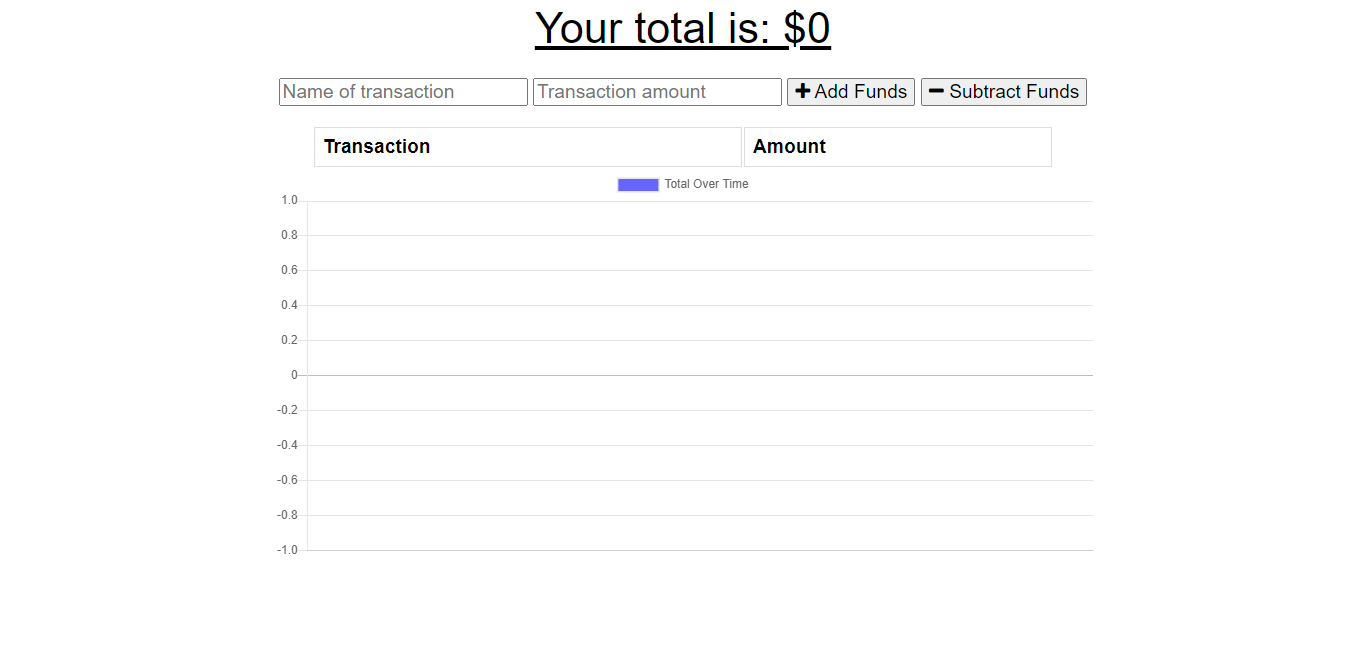 Your total is: $0
Name of transaction Transaction amount + Add Funds − Subtract Funds
Transaction Amount
Total Over Time
1.0
0.8
0.6
0.4
0.2
0
-0.2
-0.4
-0.6
-0.8
-1.0